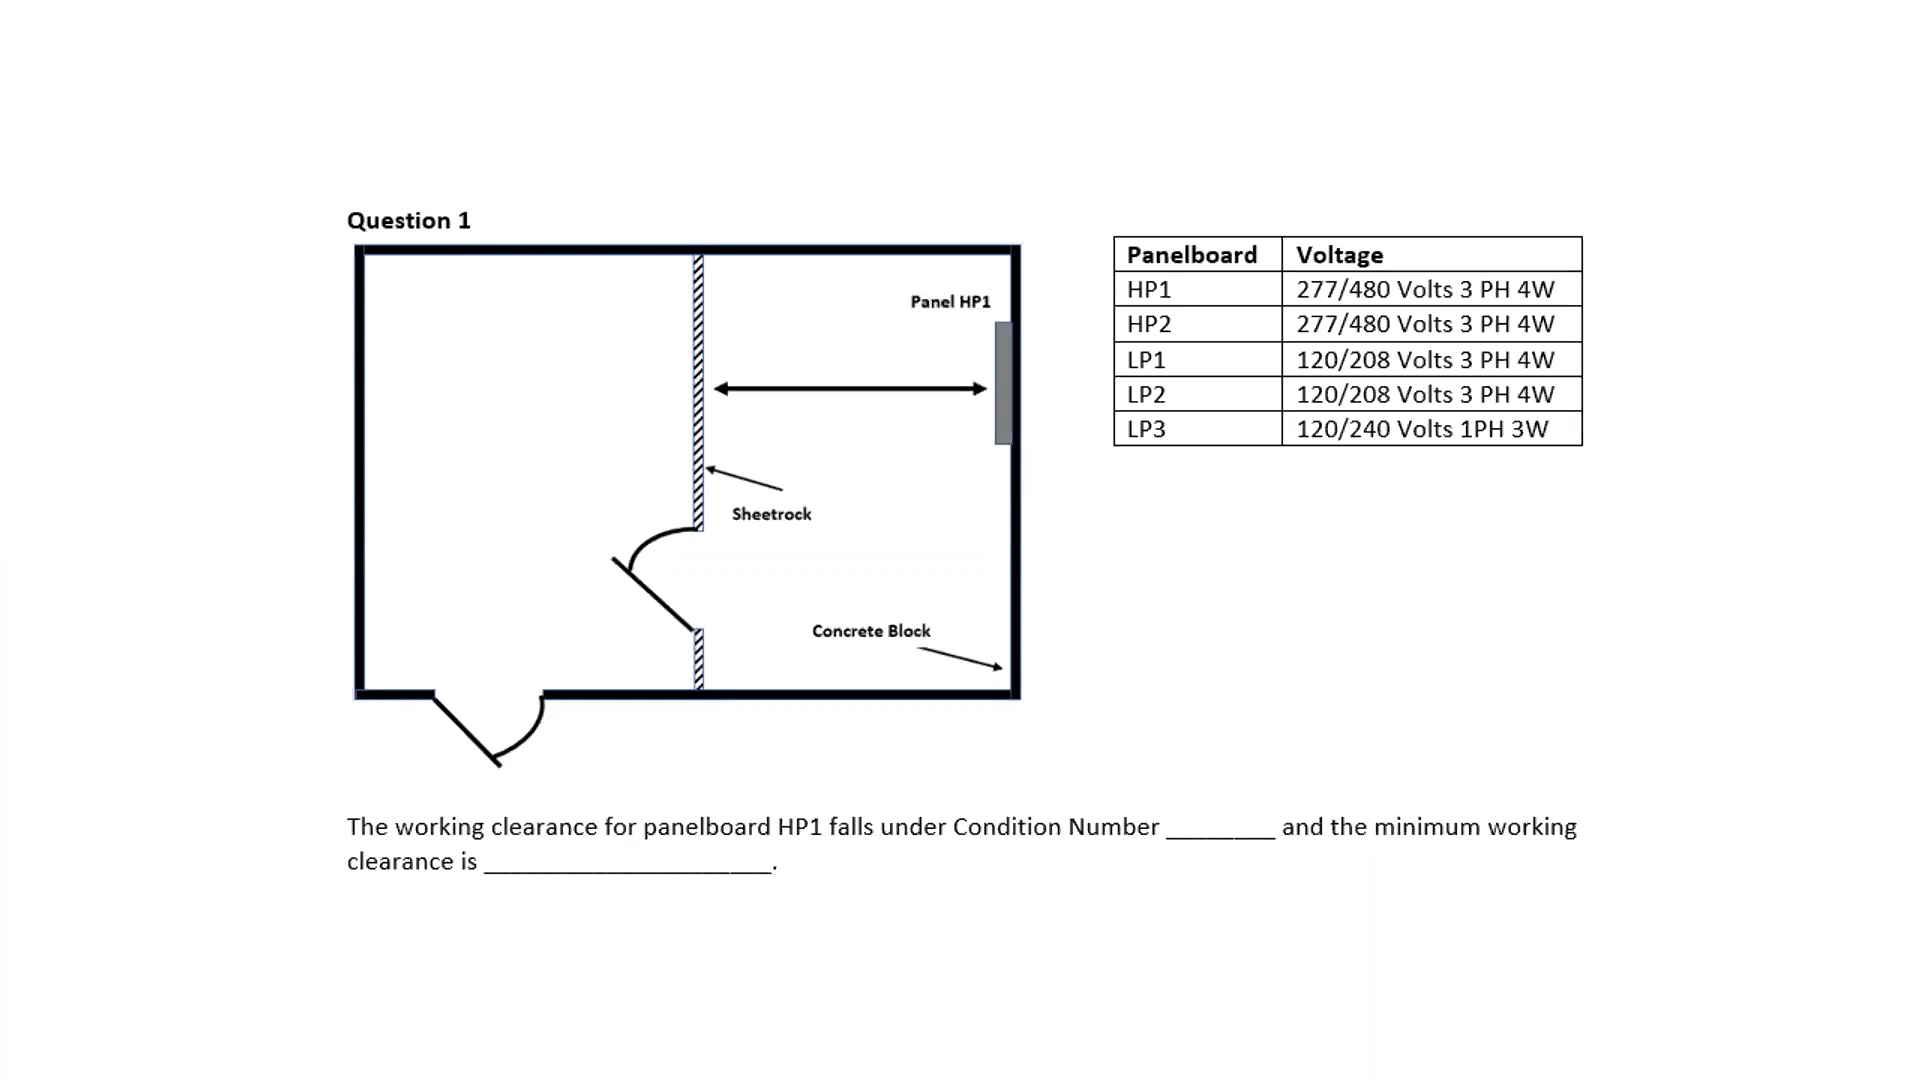 Question 1
Panel HP1
Sheetrock
Concrete Block
Panelboard Voltage
HP1 277/480 Volts 3 PH 4W
HP2 277/480 Volts 3 PH 4W
LP1 120/208 Volts 3 PH 4W
LP2 120/208 Volts 3 PH 4W
LP3 120/240 Volts 1PH 3W
The working clearance for panelboard HP1 falls under Condition Number ________ and the minimum working
clearance is _____________________.